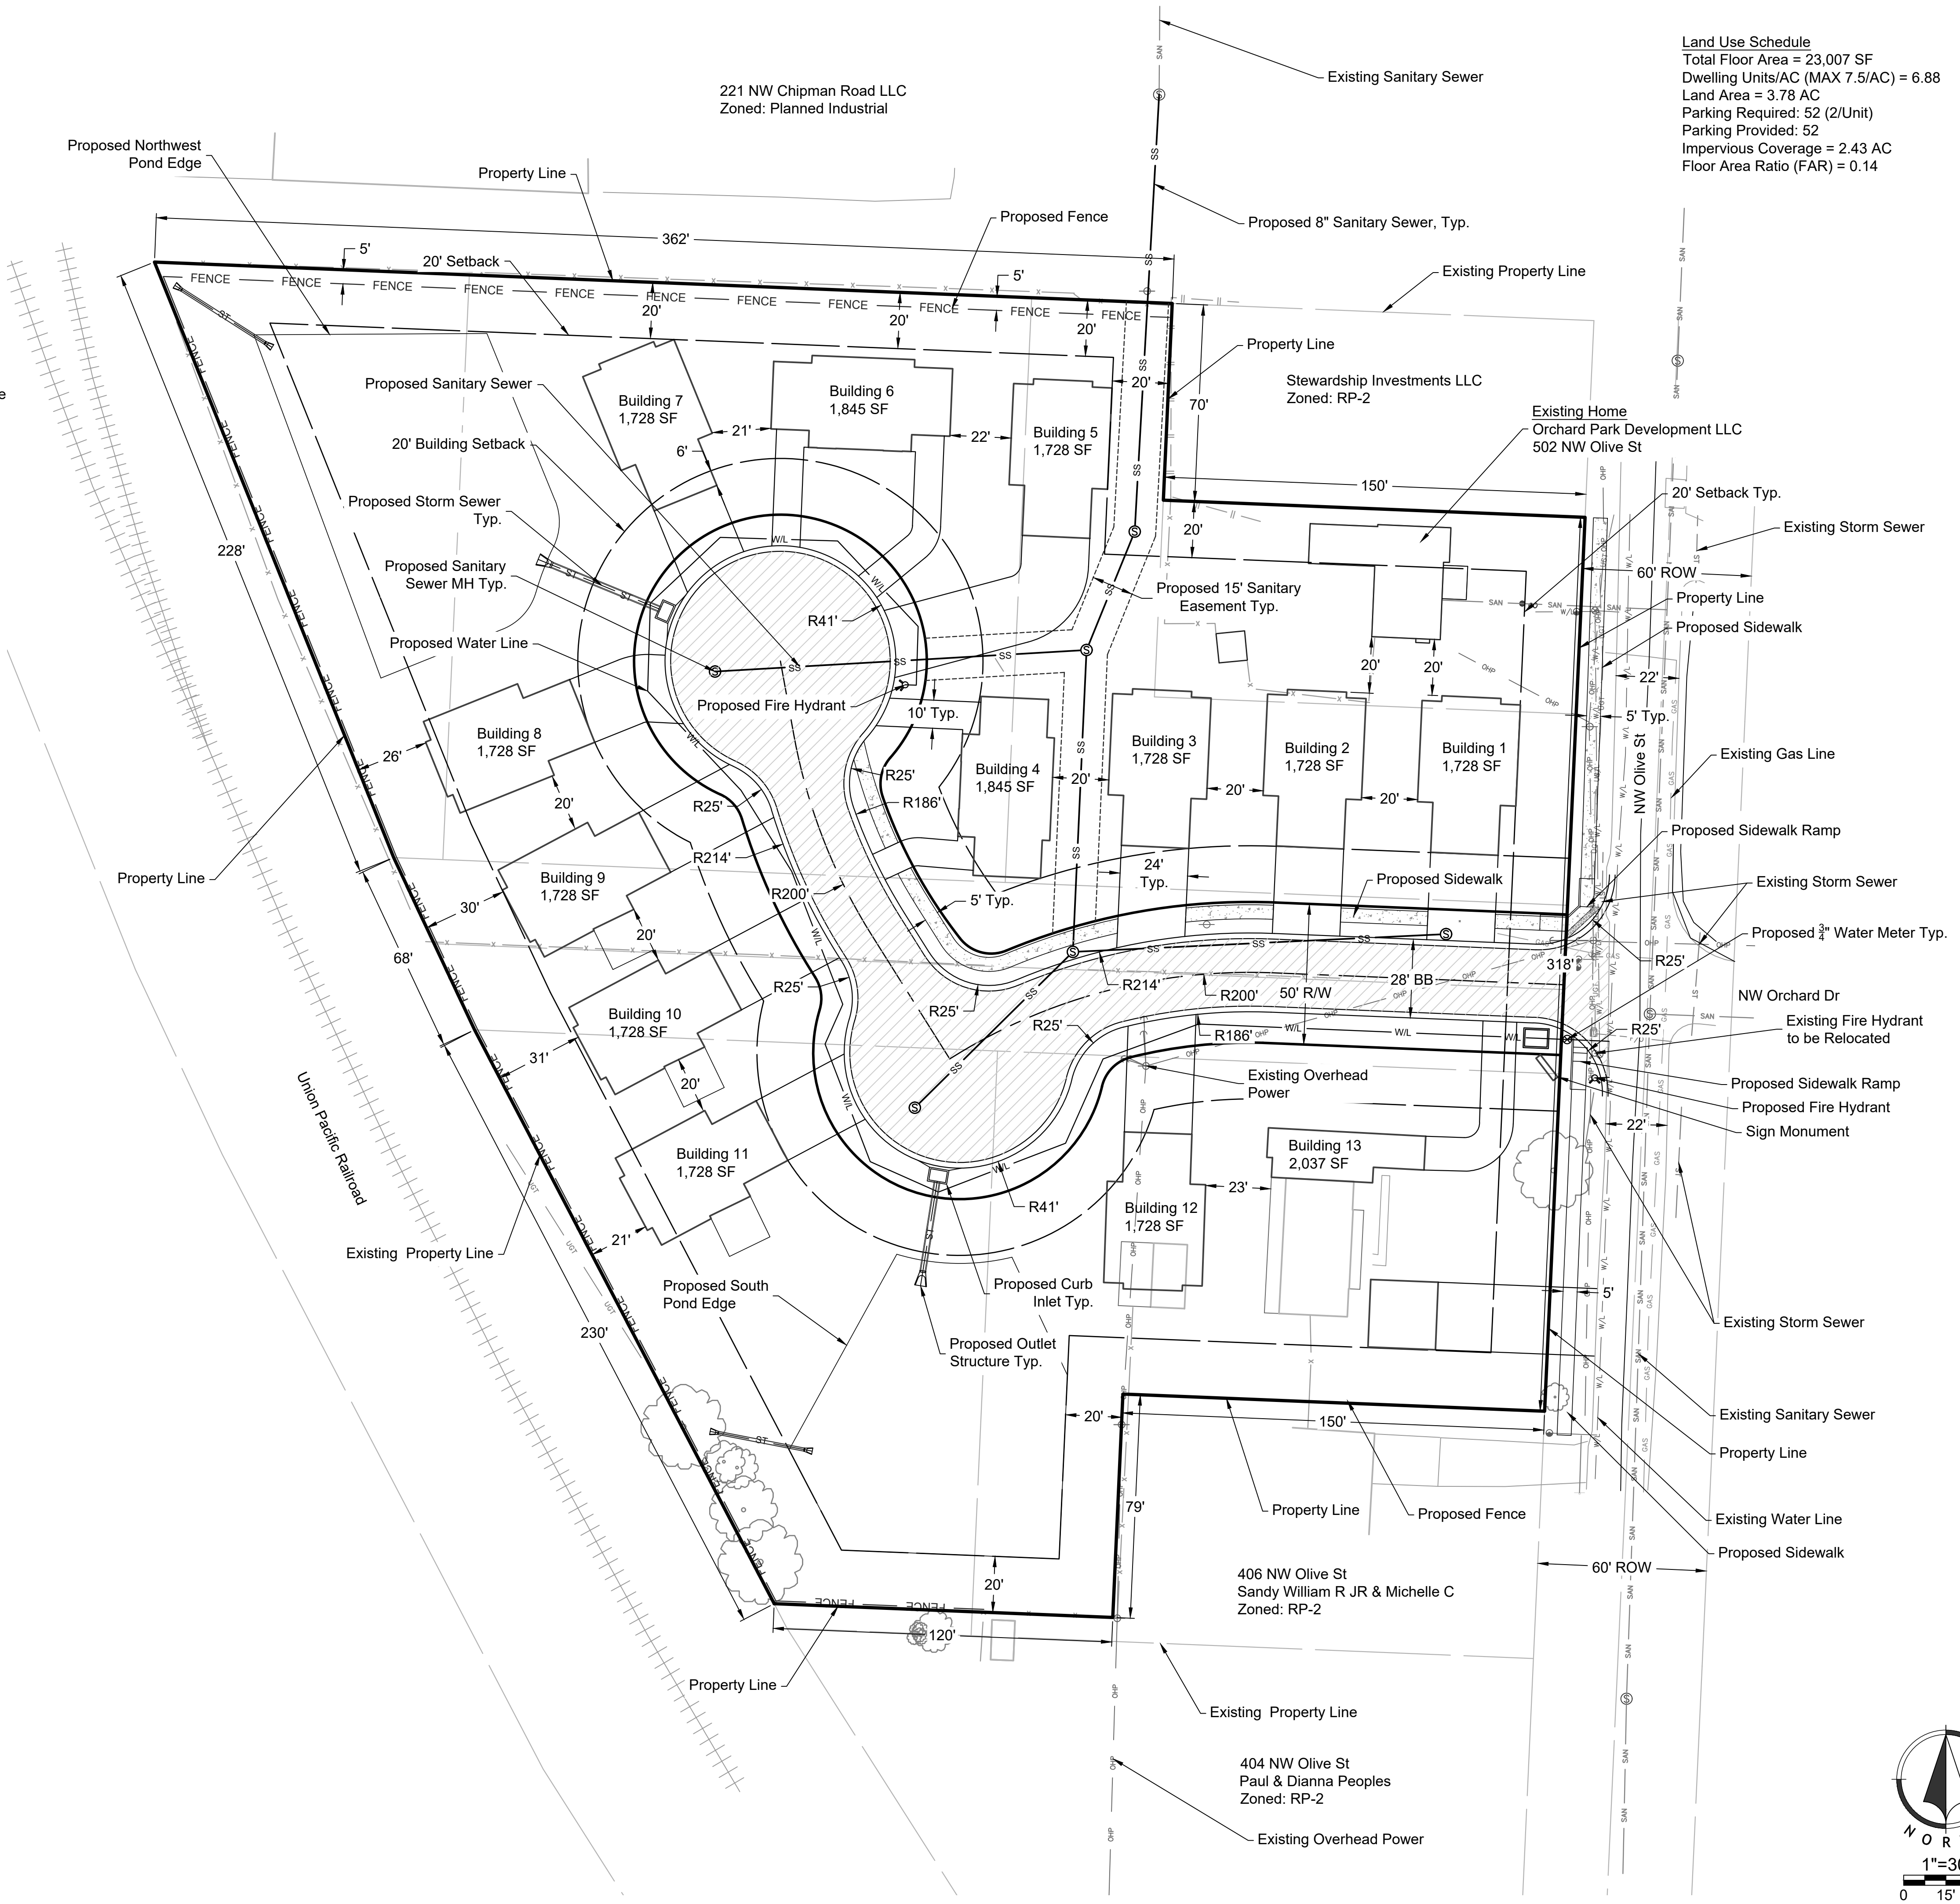 Land Use Schedule
Total Floor Area = 23,007 SF
Dwelling Units/AC (MAX 7.5/AC) = 6.88
Land Area = 3.78 AC
Parking Required: 52 (2/Unit)
Parking Provided: 52
Impervious Coverage = 2.43 AC
Floor Area Ratio (FAR) = 0.14
Existing Sanitary Sewer
221 NW Chipman Road LLC
Zoned: Planned Industrial
Proposed Northwest
Pond Edge
Property Line
Proposed Fence
Proposed 8" Sanitary Sewer, Typ.
362'
5'
20' Setback
5'
Existing Property Line
FENCE FENCE FENCE FENCE FENCE FENCE FENCE FENCE FENCE FENCE FENCE
20'
20'
20'
Property Line
Proposed Sanitary Sewer
Building 7
1,728 SF
Building 6
1,845 SF
Building 5
1,728 SF
20'
70'
Stewardship Investments LLC
Zoned: RP-2
Existing Home
Orchard Park Development LLC
502 NW Olive St
21'
22'
6'
20' Building Setback
150'
20' Setback Typ.
Existing Storm Sewer
Proposed Storm Sewer
Typ.
20'
228'
Proposed Sanitary
Sewer MH Typ.
60' ROW
Proposed 15' Sanitary
Easement Typ.
Property Line
R41'
Proposed Sidewalk
Proposed Water Line
20'
20'
22'
Proposed Fire Hydrant
10' Typ.
5' Typ.
Building 8
1,728 SF
26'
20'
Building 4
1,845 SF
20'
Building 3
1,728 SF
20'
Building 2
1,728 SF
20'
Building 1
1,728 SF
NW Olive St
Existing Gas Line
R25'
R186'
R25'
Proposed Sidewalk Ramp
R214'
24'
Typ.
Proposed Sidewalk
Existing Storm Sewer
Property Line
Building 9
1,728 SF
R200'
5' Typ.
30'
20'
Proposed 3/4" Water Meter Typ.
68'
318'
R25'
R25'
R214'
R200'
50' R/W
28' BB
NW Orchard Dr
R25'
Building 10
1,728 SF
R25'
R186'
R25'
Existing Fire Hydrant
to be Relocated
31'
20'
Union Pacific Railroad
Existing Overhead
Power
Proposed Sidewalk Ramp
Proposed Fire Hydrant
22'
Sign Monument
Building 11
1,728 SF
Building 13
2,037 SF
23'
Building 12
1,728 SF
R41'
21'
Existing Property Line
Proposed South
Pond Edge
Proposed Curb
Inlet Typ.
5'
230'
Proposed Outlet
Structure Typ.
Existing Storm Sewer
20'
150'
Existing Sanitary Sewer
Property Line
79'
Property Line
Proposed Fence
Existing Water Line
Proposed Sidewalk
60' ROW
406 NW Olive St
Sandy William R JR & Michelle C
Zoned: RP-2
20'
FENCE FENCE
120'
Property Line
Existing Property Line
404 NW Olive St
Paul & Dianna Peoples
Zoned: RP-2
Existing Overhead Power
0 15'